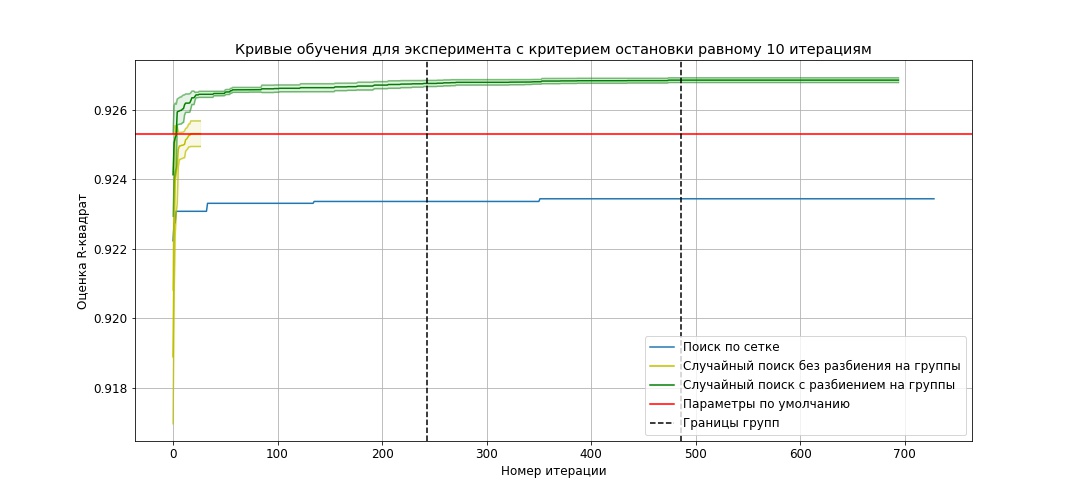 Кривые обучения для эксперимента с критерием остановки равному 10 итерациям
Оценка R-квадрат
0.926
0.924
0.922
0.920
0.918
0
100
200
300
400
500
600
700
Номер итерации
Поиск по сетке
Случайный поиск без разбиения на группы
Случайный поиск с разбиением на группы
Параметры по умолчанию
Границы групп